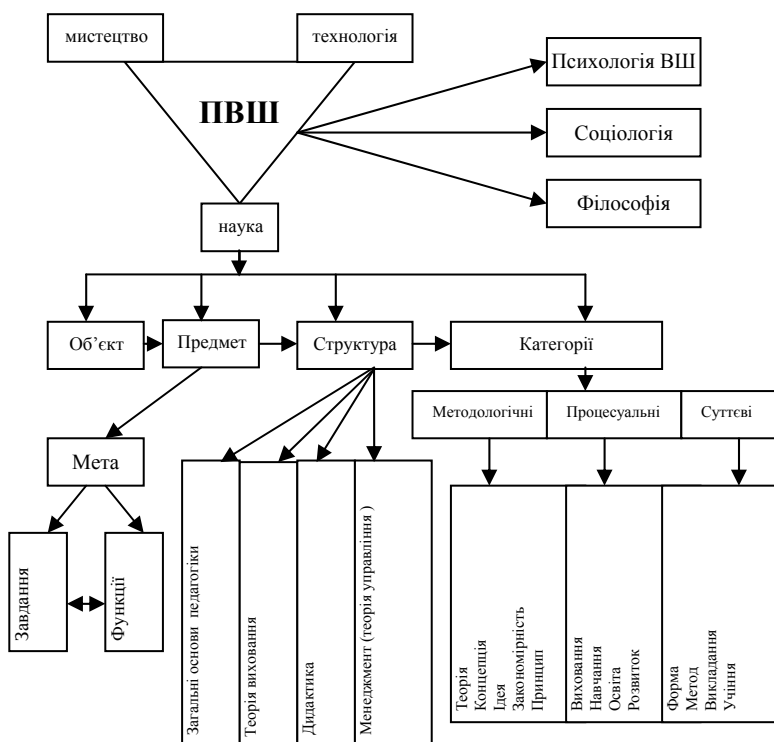 мистецтво
технологія
ПВШ
Психологія ВШ
Соціологія
Філософія
наука
Об’єкт
Предмет
Структура
Категорії
Методологічні
Процесуальні
Суттєві
Мета
Завдання
Функції
Загальні основи педагогіки
Теорія виховання
Дидактика
Менеджмент (теорія управління )
Теорія
Концепція
Ідея
Закономірність
Принцип
Виховання
Навчання
Освіта
Розвиток
Форма
Метод
Викладання
Учіння